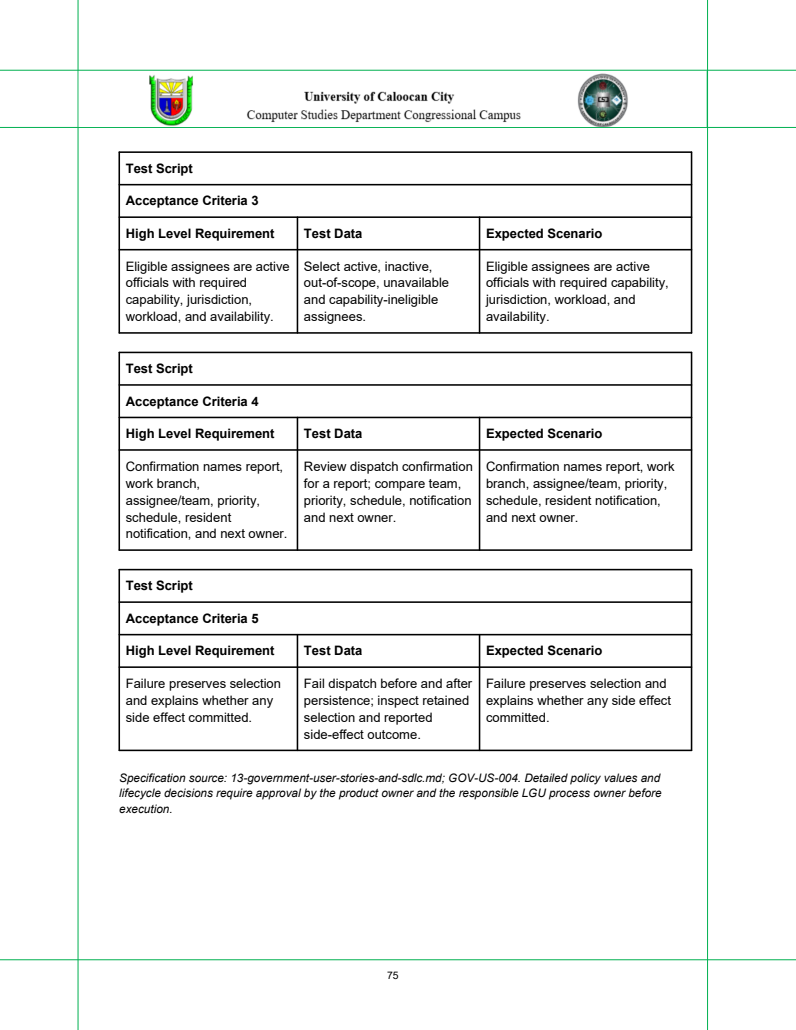 University of Caloocan City
Computer Studies Department Congressional Campus
Test Script
Acceptance Criteria 3
High Level Requirement
Test Data
Expected Scenario
Eligible assignees are active
officials with required
capability, jurisdiction,
workload, and availability.
Select active, inactive,
out-of-scope, unavailable
and capability-ineligible
assignees.
Eligible assignees are active
officials with required capability,
jurisdiction, workload, and
availability.
Test Script
Acceptance Criteria 4
High Level Requirement
Test Data
Expected Scenario
Confirmation names report,
work branch,
assignee/team, priority,
schedule, resident
notification, and next owner.
Review dispatch confirmation
for a report; compare team,
priority, schedule, notification
and next owner.
Confirmation names report, work
branch, assignee/team, priority,
schedule, resident notification,
and next owner.
Test Script
Acceptance Criteria 5
High Level Requirement
Test Data
Expected Scenario
Failure preserves selection
and explains whether any
side effect committed.
Fail dispatch before and after
persistence; inspect retained
selection and reported
side-effect outcome.
Failure preserves selection and
explains whether any side effect
committed.
Specification source: 13-government-user-stories-and-sdlc.md; GOV-US-004. Detailed policy values and
lifecycle decisions require approval by the product owner and the responsible LGU process owner before
execution.
75